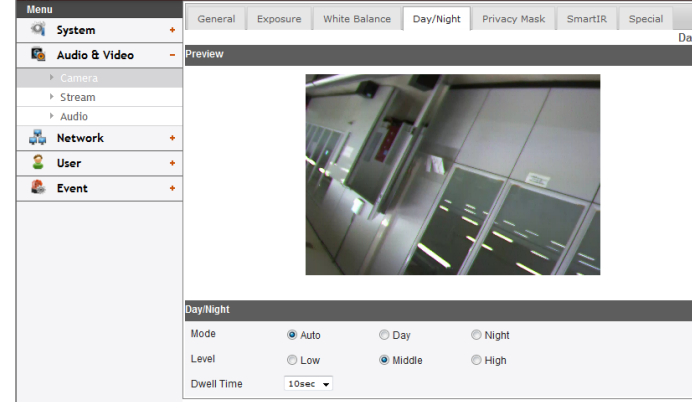 Menu
System +
Audio & Video -
Camera
Stream
Audio
Network +
User +
Event +
General Exposure White Balance Day/Night Privacy Mask SmartIR Special
Da
Preview
Day/Night
Mode Auto Day Night
Level Low Middle High
Dwell Time 10sec